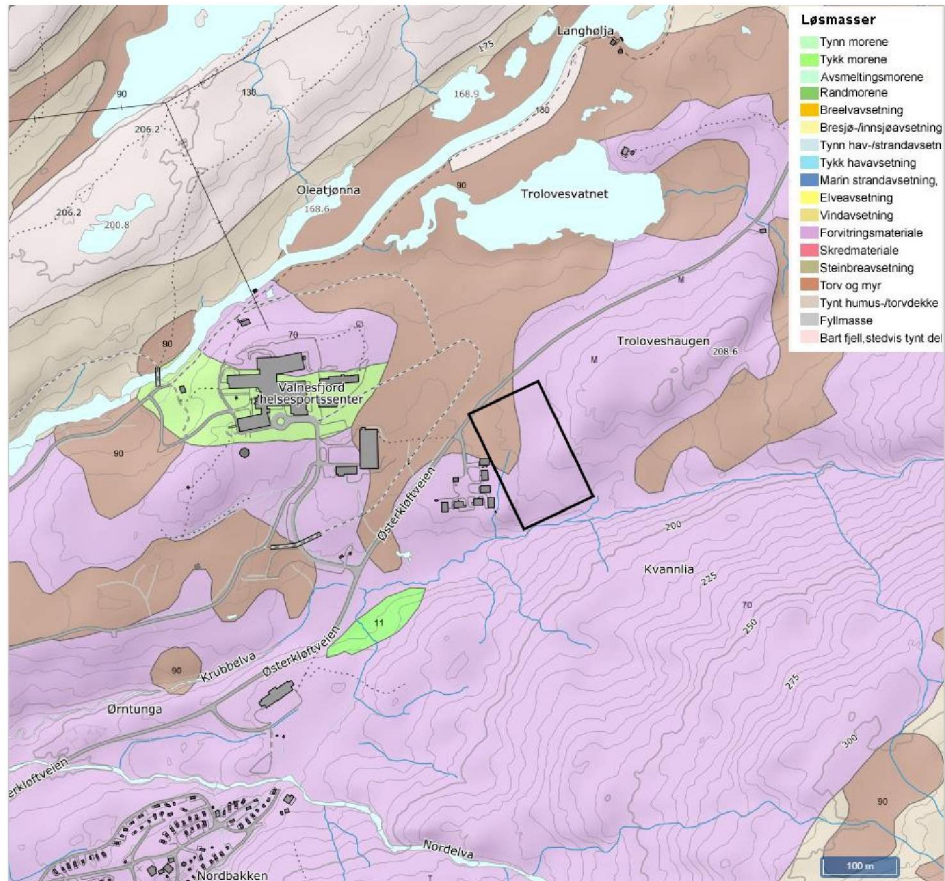 Langhølja
175
90
130
168.9
206.2
180
Oleatjønna
90
Trolovesvatnet
168.6
206.2
200.8
M
70
Troloveshaugen
208.6
90
M
Valnesfjord
helsesportssenter
90
Østerkløftveien
200
Kvannlia
225
70
11
250
Østerkløftveien
90
Krubbelva
275
Ørntunga
300
Østerkløftveien
90
Nordelva
Nordbakken
100 m
Løsmasser
Tynn morene
Tykk morene
Avsmeltingsmorene
Randmorene
Breelvavsetning
Bresjø-/innsjøavsetning
Tynn hav-/strandavsetn
Tykk havavsetning
Marin strandavsetning,
Elveavsetning
Vindavsetning
Forvitringsmateriale
Skredmateriale
Steinbreavsetning
Torv og myr
Tynt humus-/torvdekke
Fyllmasse
Bart fjell,stedvis tynt del